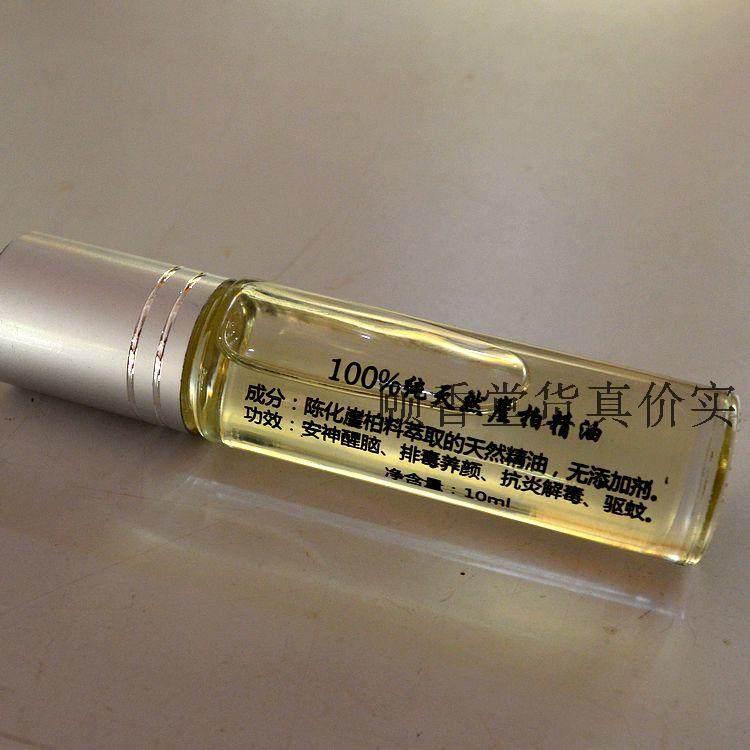 100%纯天然崖柏精油
成分：陈化崖柏料萃取的天然精油，无添加剂.
功效：安神醒脑、排毒养颜、抗炎解毒、驱蚊.
净含量：10ml
颐香堂货真价实